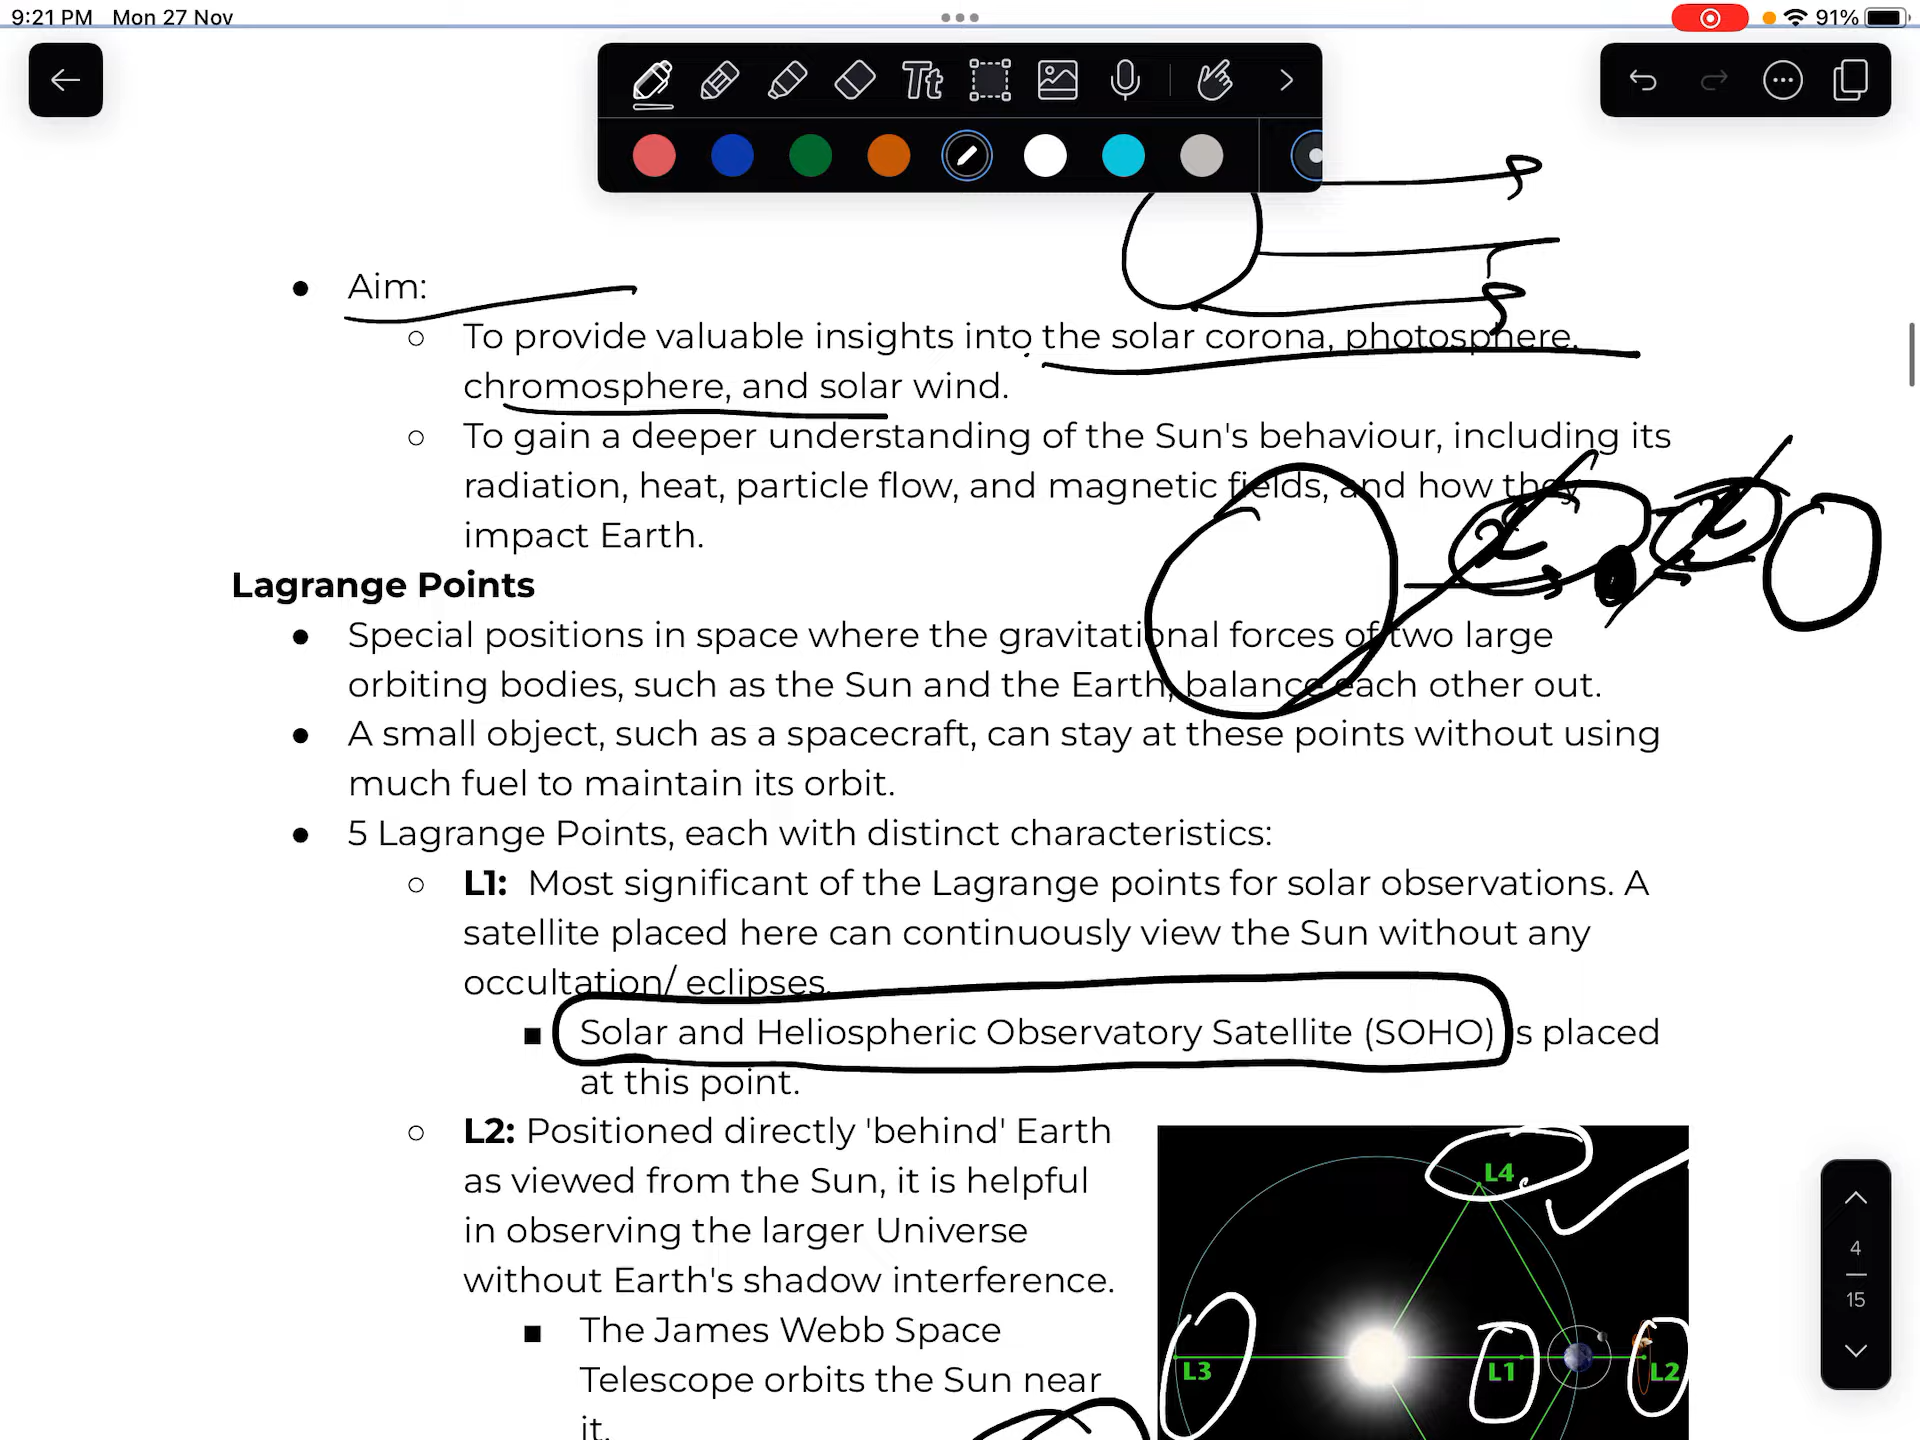 9:21 PM Mon 27 Nov
91%
Tt
Aim:
To provide valuable insights into the solar corona, photosphere,
chromosphere, and solar wind.
To gain a deeper understanding of the Sun's behaviour, including its
radiation, heat, particle flow, and magnetic fields, and how they
impact Earth.
Lagrange Points
Special positions in space where the gravitational forces of two large
orbiting bodies, such as the Sun and the Earth, balance each other out.
A small object, such as a spacecraft, can stay at these points without using
much fuel to maintain its orbit.
5 Lagrange Points, each with distinct characteristics:
L1: Most significant of the Lagrange points for solar observations. A
satellite placed here can continuously view the Sun without any
occultation/ eclipses.
Solar and Heliospheric Observatory Satellite (SOHO) is placed
at this point.
L2: Positioned directly 'behind' Earth
as viewed from the Sun, it is helpful
in observing the larger Universe
without Earth's shadow interference.
The James Webb Space
Telescope orbits the Sun near
it.
L4
L3
L1
L2
4
15